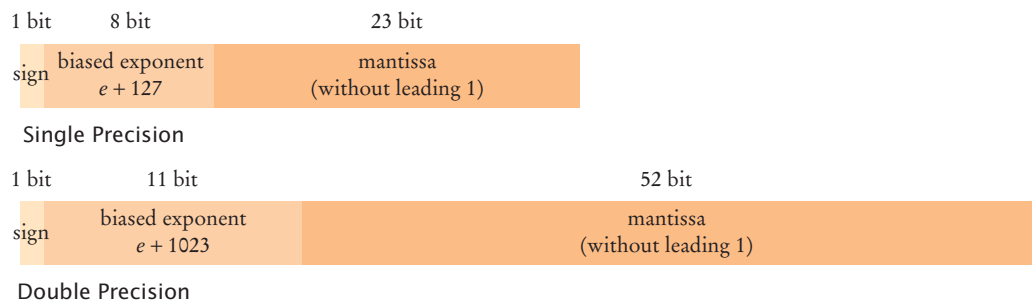 1 bit 8 bit 23 bit
sign biased exponent mantissa
e + 127 (without leading 1)
Single Precision
1 bit 11 bit 52 bit
sign biased exponent mantissa
e + 1023 (without leading 1)
Double Precision